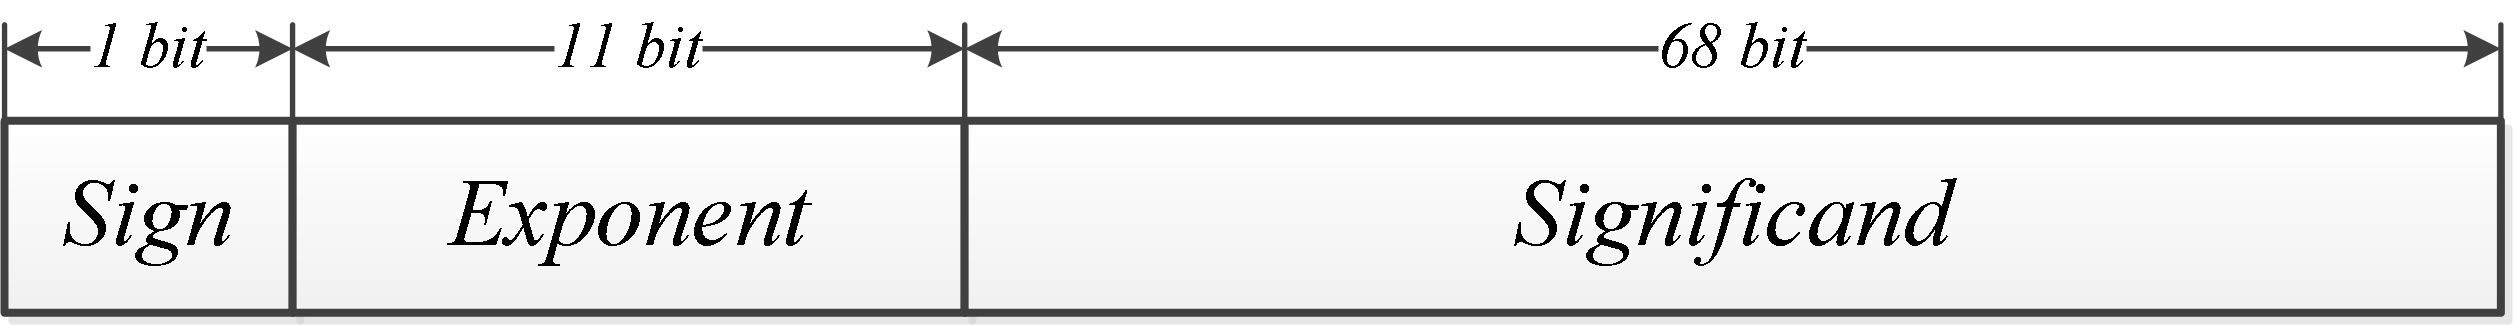 1 bit 11 bit 68 bit
Sign Exponent Significand